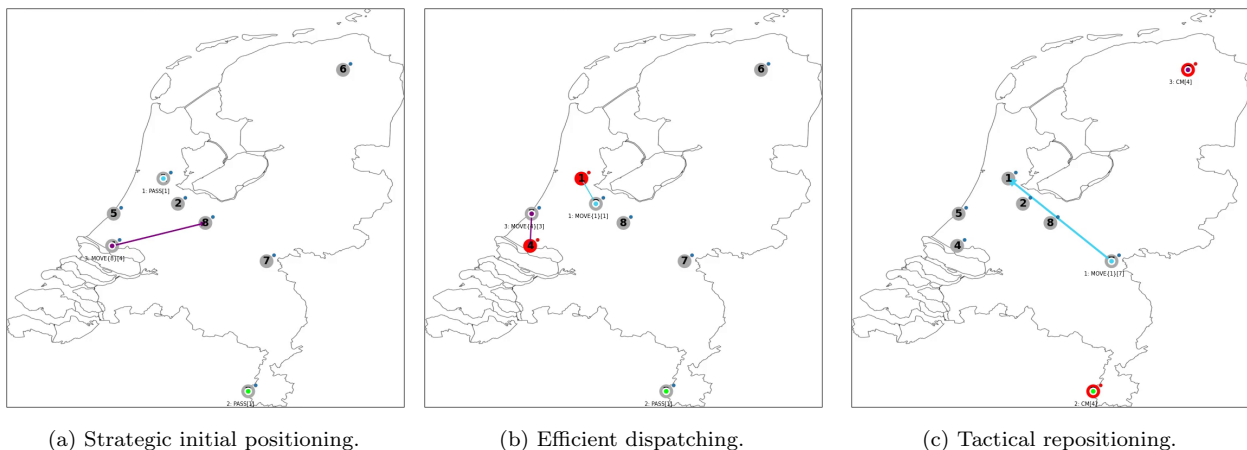 6
1: PASS[1]
2
5
8
3: MOVE{8}[4]
7
2: PASS[1]
(a) Strategic initial positioning.
6
1
1: MOVE{1}[1]
3: MOVE{4}[3]
8
4
7
2: PASS[1]
(b) Efficient dispatching.
3: CM[4]
1
2
5
8
4
1: MOVE{1}[7]
2: CM[4]
(c) Tactical repositioning.